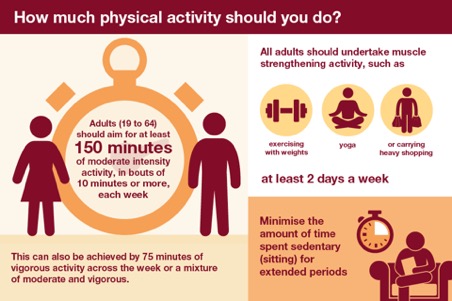 How much physical activity should you do?
Adults (19 to 64)
should aim for at least
150 minutes
of moderate intensity
activity, in bouts of
10 minutes or more,
each week
This can also be achieved by 75 minutes of
vigorous activity across the week or a mixture
of moderate and vigorous.
All adults should undertake muscle
strengthening activity, such as
exercising
with weights
yoga
or carrying
heavy shopping
at least 2 days a week
Minimise the
amount of time
spent sedentary
(sitting) for
extended periods